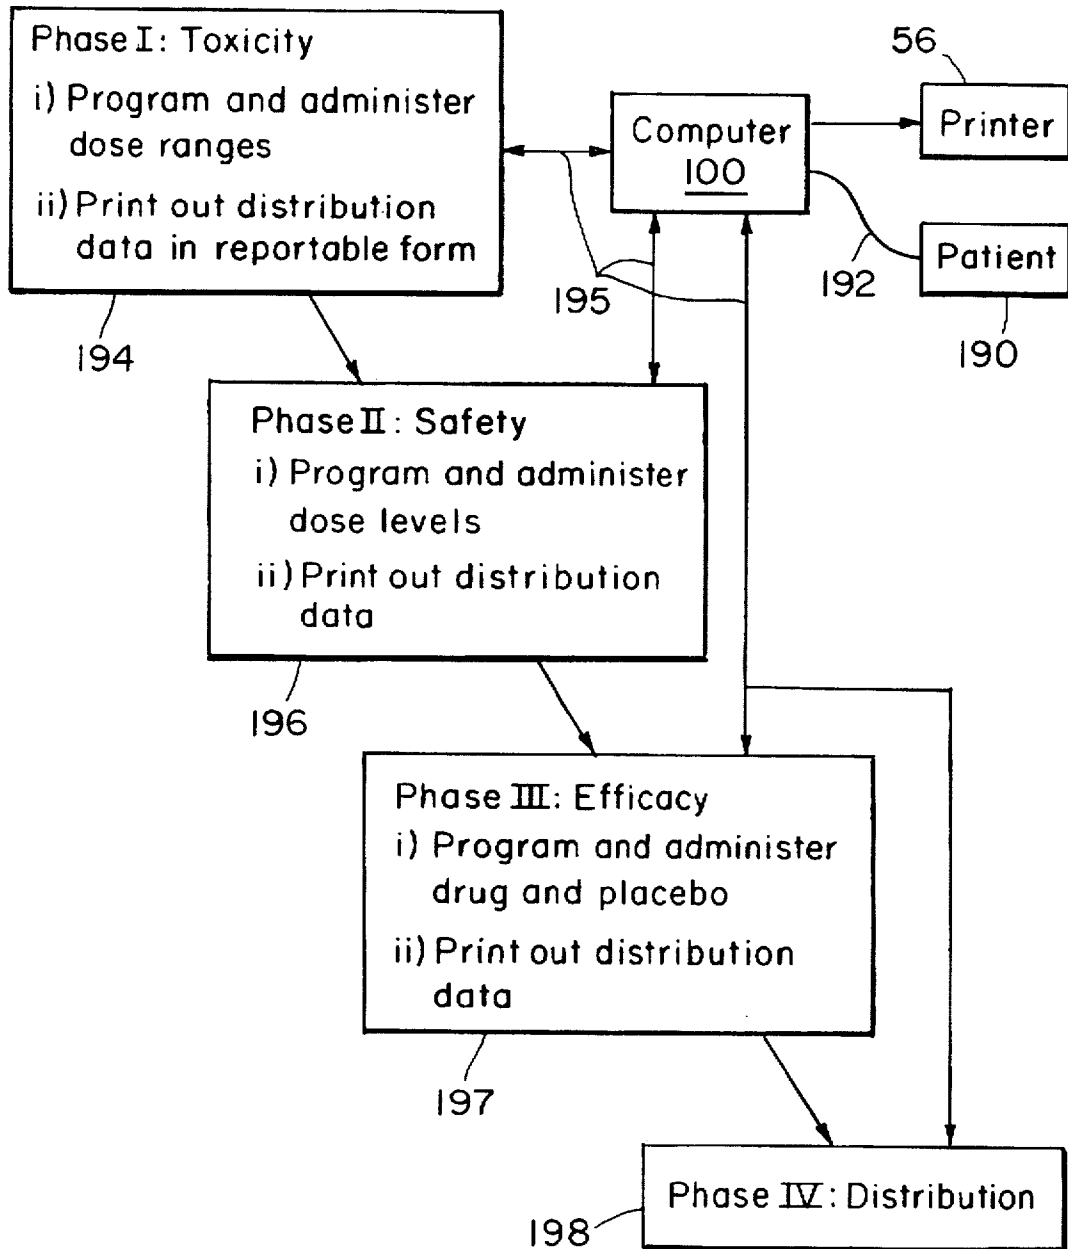 Phase I: Toxicity
i) Program and administer
dose ranges
ii) Print out distribution
data in reportable form
194
Computer
100
56
Printer
Patient
192
190
195
Phase II: Safety
i) Program and administer
dose levels
ii) Print out distribution
data
196
Phase III: Efficacy
i) Program and administer
drug and placebo
ii) Print out distribution
data
197
Phase IV: Distribution
198